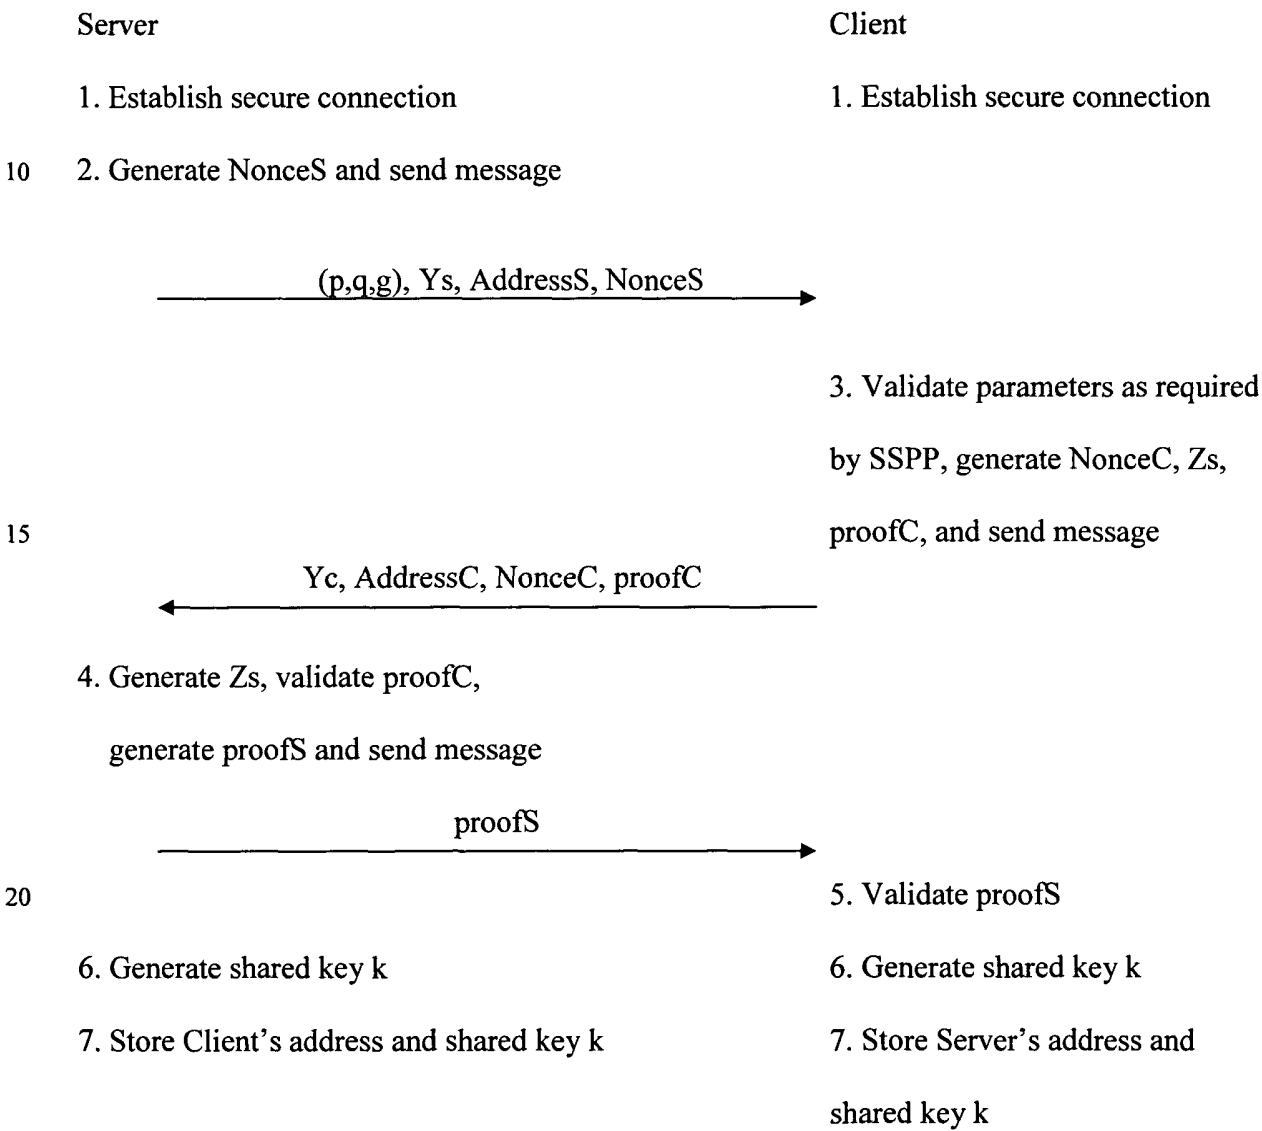 Server Client
1. Establish secure connection 1. Establish secure connection
10 2. Generate NonceS and send message
(p,q,g), Ys, AddressS, NonceS
3. Validate parameters as required
by SSPP, generate NonceC, Zs,
15 proofC, and send message
Yc, AddressC, NonceC, proofC
4. Generate Zs, validate proofC,
generate proofS and send message
proofS
20 5. Validate proofS
6. Generate shared key k 6. Generate shared key k
7. Store Client's address and shared key k 7. Store Server's address and
shared key k